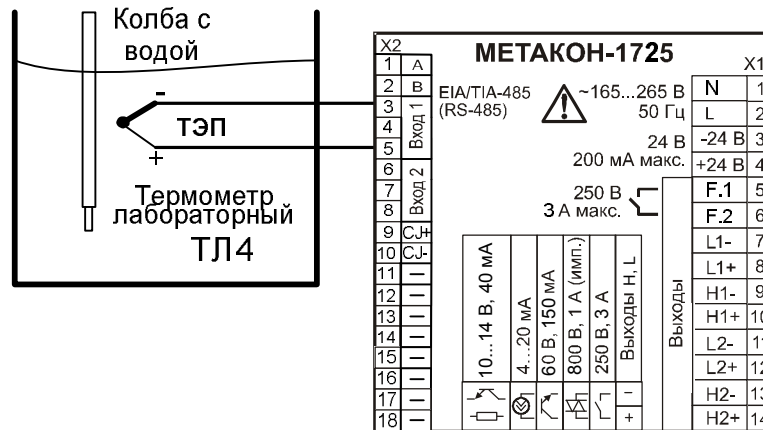 Колба с
водой
-
ТЭП
+
Термометр
лабораторный
ТЛ4
X2
1 A
2 B
3
4
5
Вход 1
6
7
8
Вход 2
9 CJ+
10 CJ-
11 –
12 –
13 –
14 –
15 –
16 –
17 –
18 –
МЕТАКОН-1725
EIA/TIA-485
(RS-485)
~165...265 В
50 Гц
24 В
200 мА макс.
250 В
3 А макс.
10...14 В, 40 мА
4...20 мА
60 В, 150 мА
800 В, 1 А (имп.)
250 В, 3 А
Выходы H, L
–
+
Выходы
X1
N 1
L 2
-24 В 3
+24 В 4
F.1 5
F.2 6
L1- 7
L1+ 8
H1- 9
H1+ 10
L2- 11
L2+ 12
H2- 13
H2+ 14